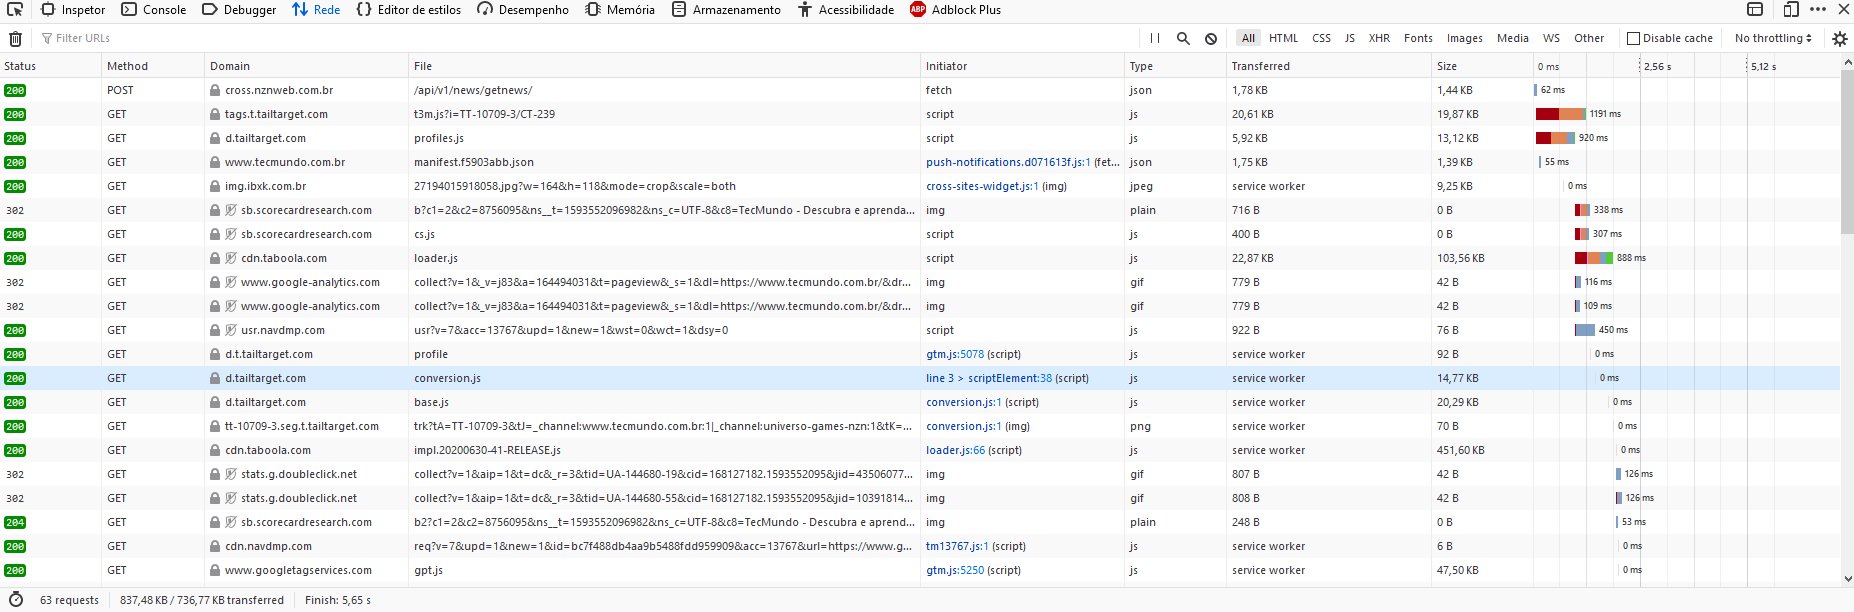 Inspetor Console Debugger Rede Editor de estilos Desempenho Memória Armazenamento Acessibilidade ABP Adblock Plus
Filter URLs All HTML CSS JS XHR Fonts Images Media WS Other Disable cache No throttling
Status Method Domain File Initiator Type Transferred Size 0 ms 2,56 s 5,12 s
200 POST cross.nznweb.com.br /api/v1/news/getnews/ fetch json 1,78 KB 1,44 KB 62 ms
200 GET tags.t.tailtarget.com t3m.js?i=TT-10709-3/CT-239 script js 20,61 KB 19,87 KB 1191 ms
200 GET d.tailtarget.com profiles.js script js 5,92 KB 13,12 KB 920 ms
200 GET www.tecmundo.com.br manifest.f5903abb.json push-notifications.d071613f.js:1 (fet... json 1,75 KB 1,39 KB 55 ms
200 GET img.ibxk.com.br 27194015918058.jpg?w=164&h=118&mode=crop&scale=both cross-sites-widget.js:1 (img) jpeg service worker 9,25 KB 0 ms
302 GET sb.scorecardresearch.com b?c1=2&c2=8756095&ns__t=1593552096982&ns_c=UTF-8&c8=TecMundo - Descubra e aprenda... img plain 716 B 0 B 338 ms
200 GET sb.scorecardresearch.com cs.js script js 400 B 0 B 307 ms
200 GET cdn.taboola.com loader.js script js 22,87 KB 103,56 KB 888 ms
302 GET www.google-analytics.com collect?v=1&_v=j83&a=164494031&t=pageview&_s=1&dl=https://www.tecmundo.com.br/&dr... img gif 779 B 42 B 116 ms
302 GET www.google-analytics.com collect?v=1&_v=j83&a=164494031&t=pageview&_s=1&dl=https://www.tecmundo.com.br/&dr... img gif 779 B 42 B 109 ms
200 GET usr.navdmp.com usr?v=7&acc=13767&upd=1&new=1&wst=0&wct=1&dsy=0 script js 922 B 76 B 450 ms
200 GET d.t.tailtarget.com profile gtm.js:5078 (script) js service worker 92 B 0 ms
200 GET d.tailtarget.com conversion.js line 3 > scriptElement:38 (script) js service worker 14,77 KB 0 ms
200 GET d.tailtarget.com base.js conversion.js:1 (script) js service worker 20,29 KB 0 ms
200 GET tt-10709-3.seg.t.tailtarget.com trk?tA=TT-10709-3&tJ=_channel:www.tecmundo.com.br:1|_channel:universo-games-nzn:1&tK=... conversion.js:1 (img) png service worker 70 B 0 ms
200 GET cdn.taboola.com impl.20200630-41-RELEASE.js loader.js:66 (script) js service worker 451,60 KB 0 ms
302 GET stats.g.doubleclick.net collect?v=1&aip=1&t=dc&_r=3&tid=UA-144680-19&cid=168127182.1593552095&jid=43506077... img gif 807 B 42 B 126 ms
302 GET stats.g.doubleclick.net collect?v=1&aip=1&t=dc&_r=3&tid=UA-144680-55&cid=168127182.1593552095&jid=10391814... img gif 808 B 42 B 126 ms
204 GET sb.scorecardresearch.com b2?c1=2&c2=8756095&ns__t=1593552096982&ns_c=UTF-8&c8=TecMundo - Descubra e aprend... img plain 248 B 0 B 53 ms
200 GET cdn.navdmp.com req?v=7&upd=1&new=1&id=bc7f488db4aa9b5488fdd959909&acc=13767&url=https://www.g... tm13767.js:1 (script) js service worker 6 B 0 ms
200 GET www.googletagservices.com gpt.js gtm.js:5250 (script) js service worker 47,50 KB 0 ms
63 requests 837,48 KB / 736,77 KB transferred Finish: 5,65 s